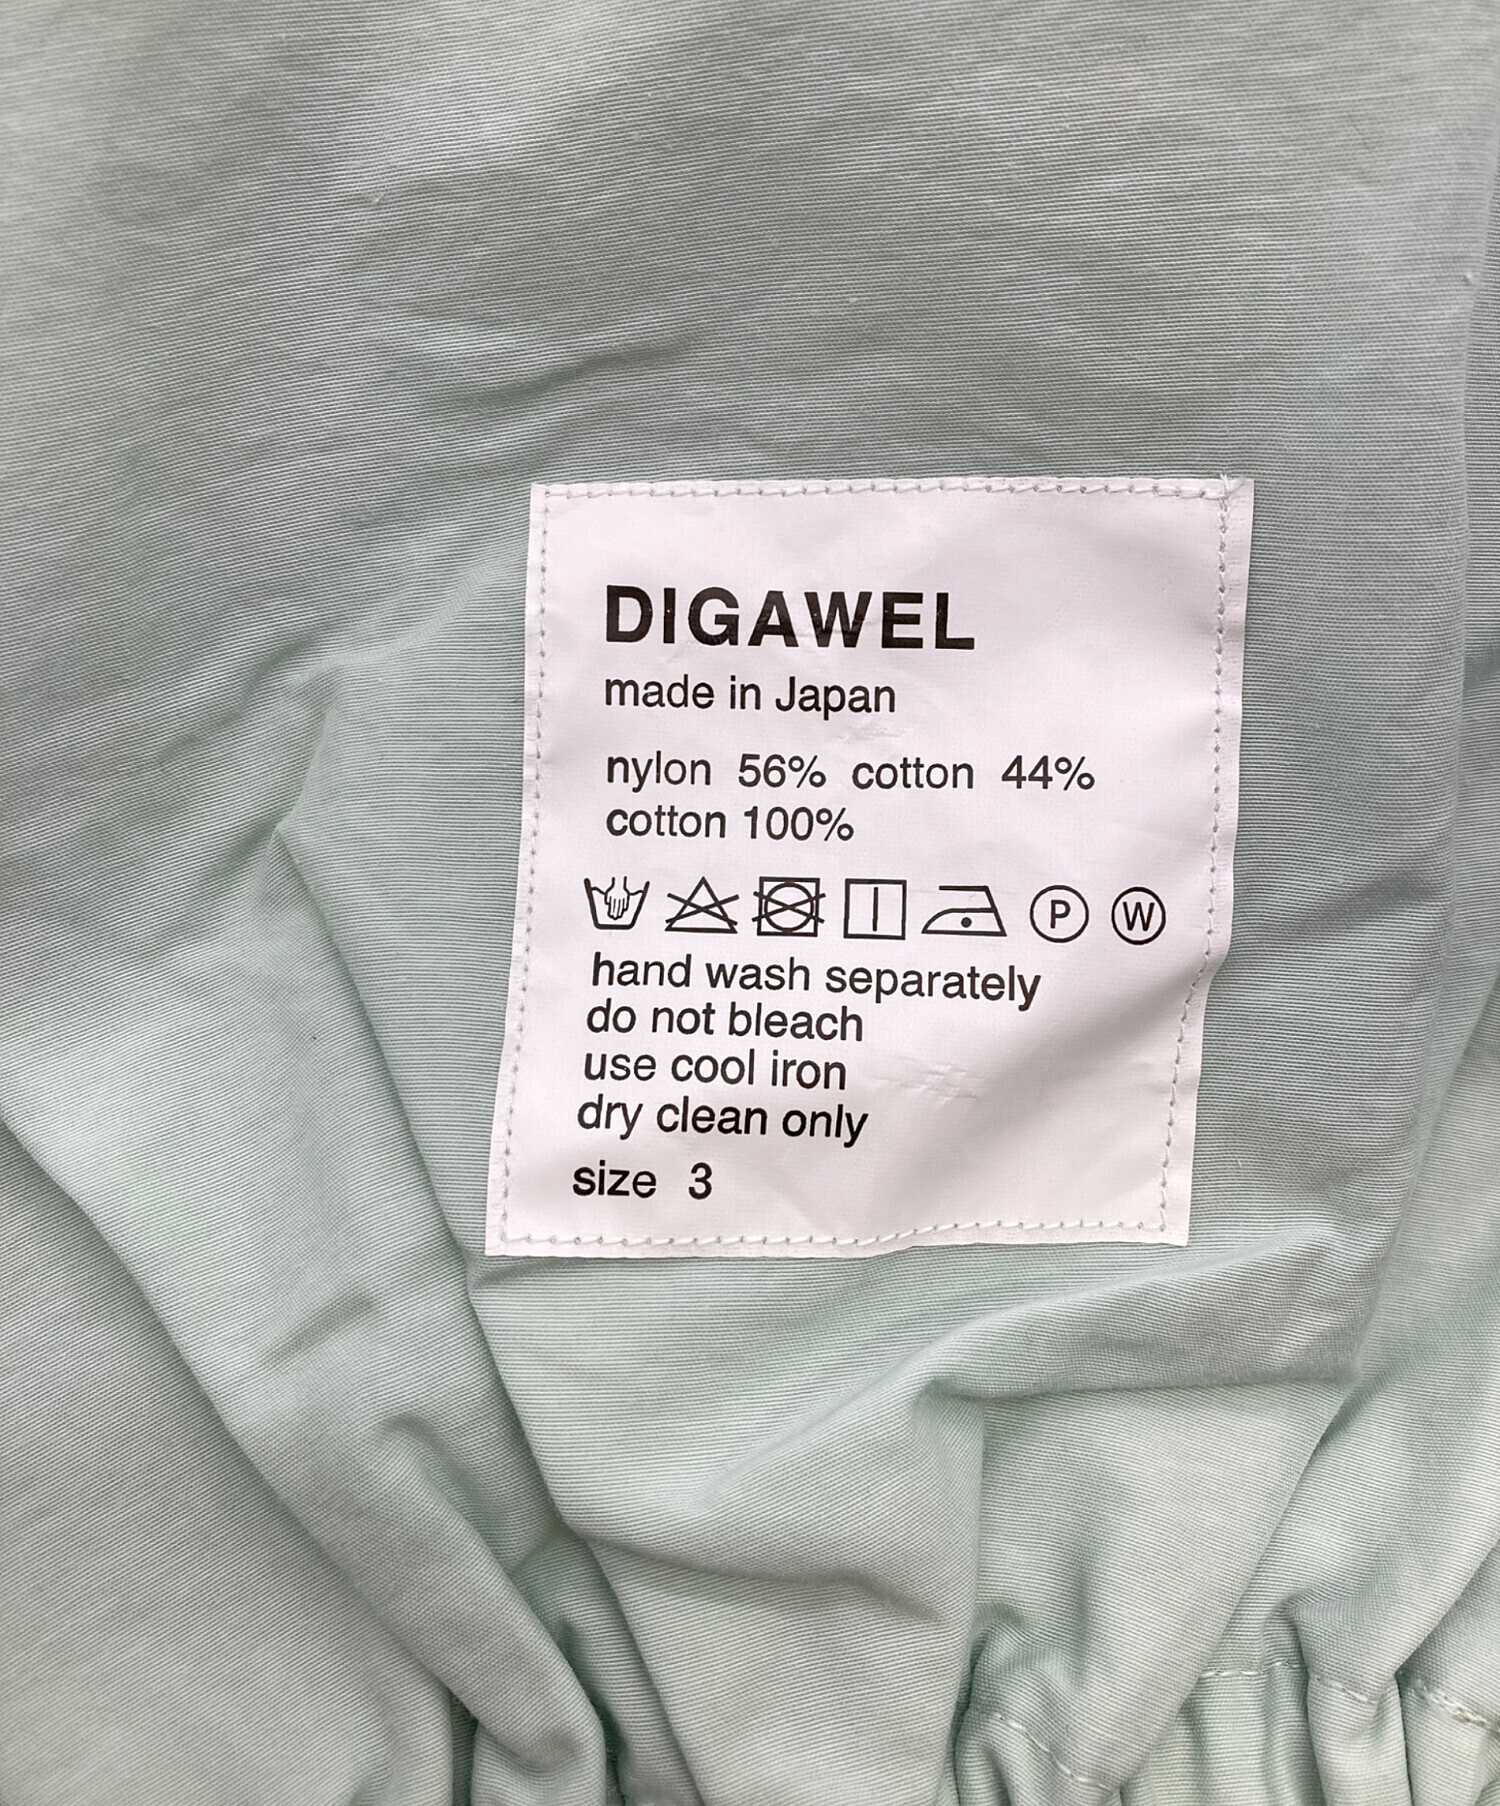 DIGAWEL
made in Japan
nylon 56% cotton 44%
cotton 100%
P W
hand wash separately
do not bleach
use cool iron
dry clean only
size 3